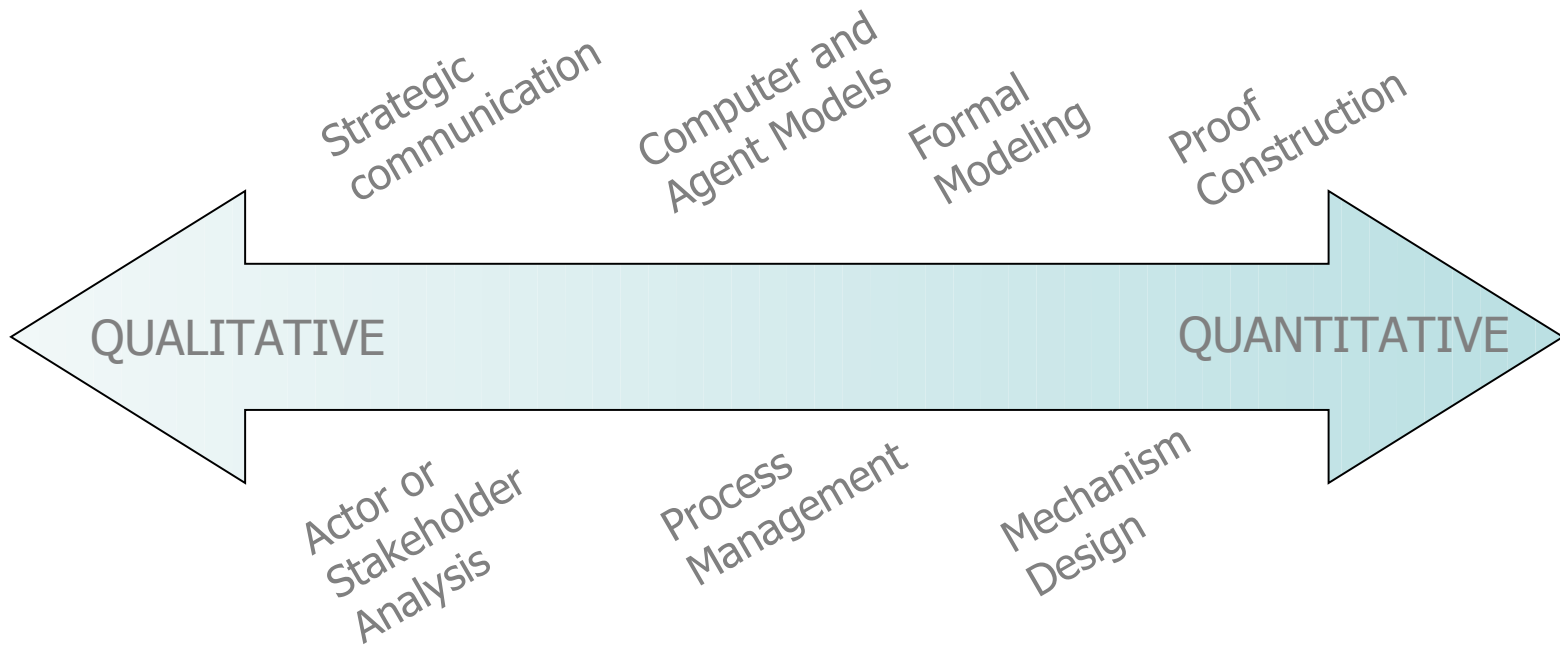 Strategic
communication
Computer and
Agent Models
Formal
Modeling
Proof
Construction
QUALITATIVE
QUANTITATIVE
Actor or
Stakeholder
Analysis
Process
Management
Mechanism
Design